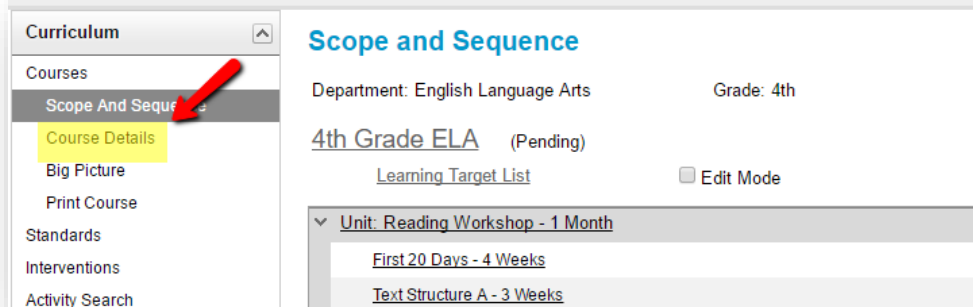 Curriculum
Courses
Scope And Sequence
Course Details
Big Picture
Print Course
Standards
Interventions
Activity Search
Scope and Sequence
Department: English Language Arts Grade: 4th
4th Grade ELA (Pending)
Learning Target List Edit Mode
Unit: Reading Workshop - 1 Month
First 20 Days - 4 Weeks
Text Structure A - 3 Weeks